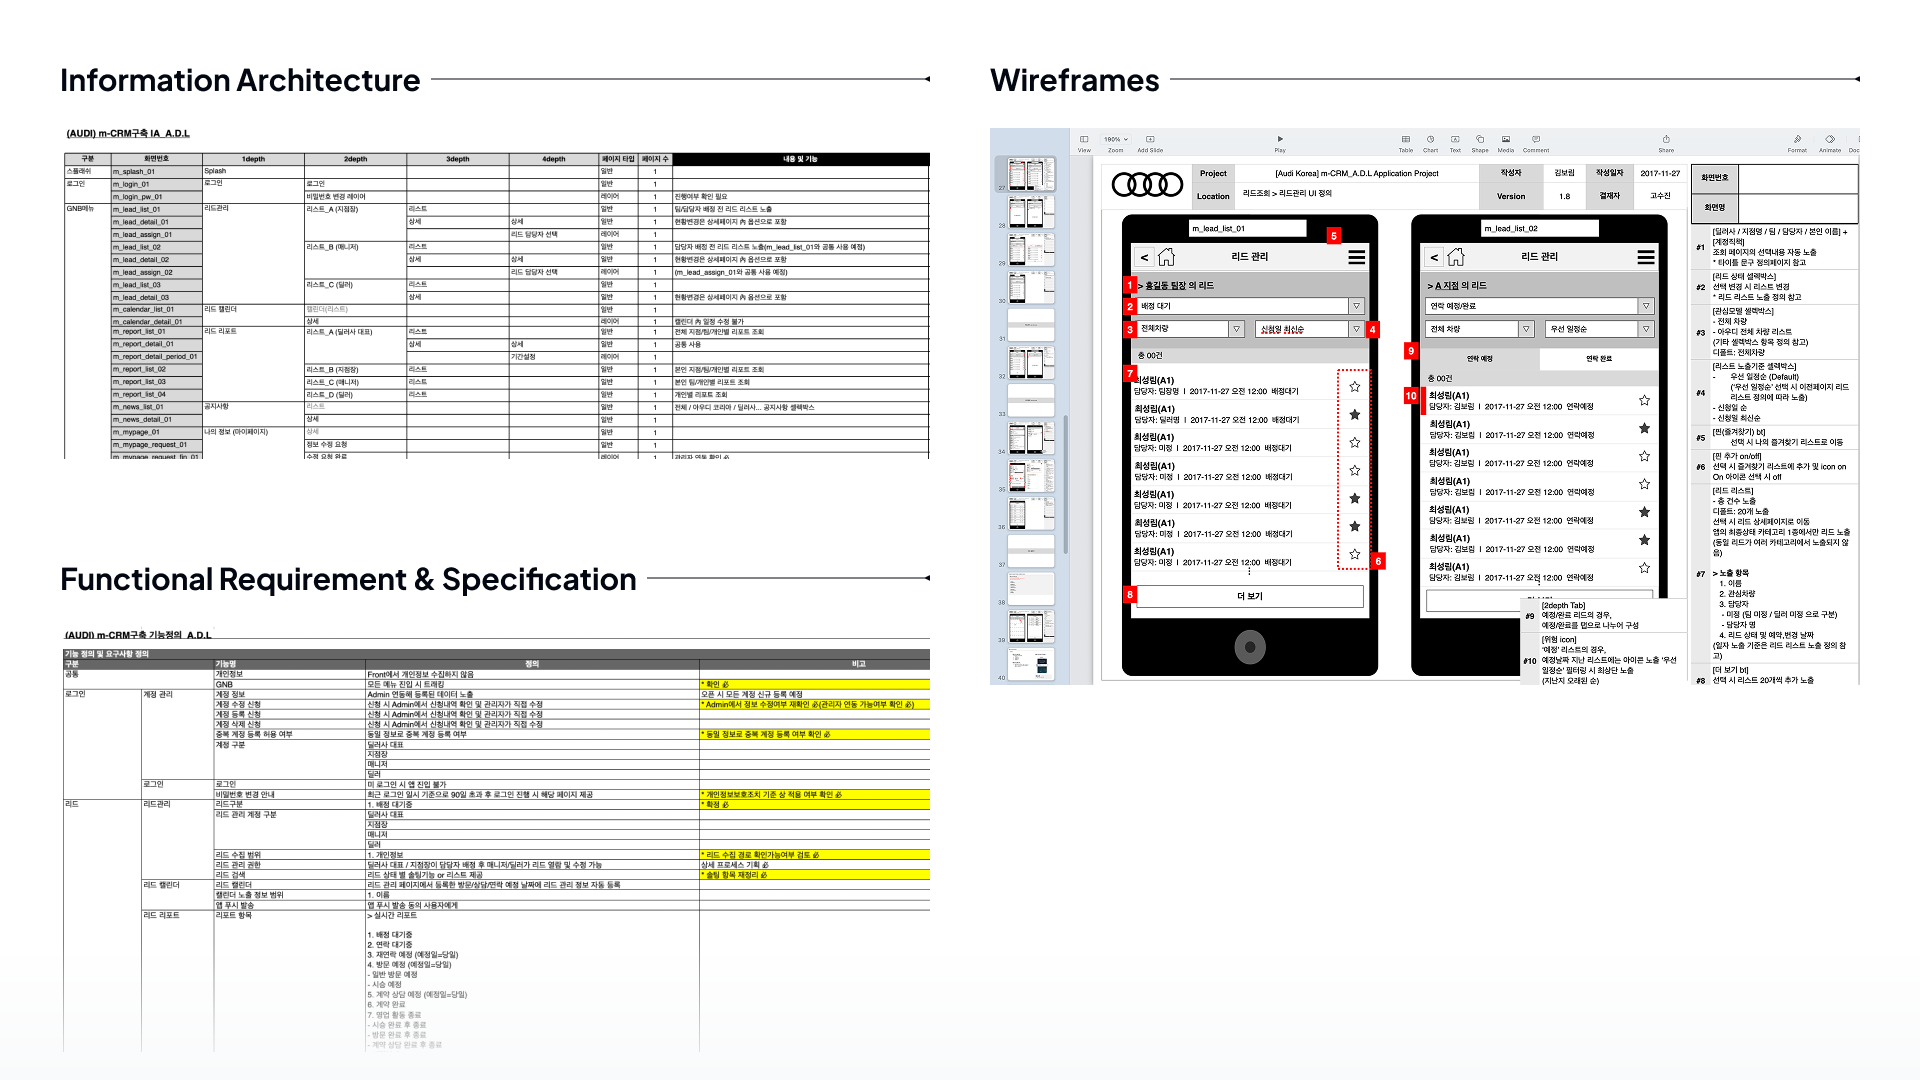 Information Architecture
(AUDI) m-CRM구축 IA_A.D.L
구분 화면번호 1depth 2depth 3depth 4depth 페이지 타입 페이지 수 내용 및 기능
스플래쉬 m_splash_01 Splash 일반 1
로그인 m_login_01 로그인 로그인 일반 1
m_login_pw_01 비밀번호 변경 레이어 레이어 1 진행여부 확인 필요
GNB메뉴 m_lead_list_01 리드관리 리스트_A (지점장) 리스트 일반 1 팀/담당자 배정 전 리드 리스트 노출
m_lead_detail_01 상세 상세 일반 1 현황변경은 상세페이지 內 옵션으로 포함
m_lead_assign_01 리드 담당자 선택 레이어 1
m_lead_list_02 리스트_B (매니저) 리스트 일반 1 담당자 배정 전 리드 리스트 노출(m_lead_list_01와 공통 사용 예정)
m_lead_detail_02 상세 상세 일반 1 현황변경은 상세페이지 內 옵션으로 포함
m_lead_assign_02 리드 담당자 선택 레이어 1 (m_lead_assign_01와 공통 사용 예정)
m_lead_list_03 리스트_C (딜러) 리스트 일반 1
m_lead_detail_03 상세 일반 1 현황변경은 상세페이지 內 옵션으로 포함
m_calendar_list_01 리드 캘린더 캘린더(리스트) 일반 1
m_calendar_detail_01 상세 레이어 1 캘린더 內 일정 수정 불가
m_report_list_01 리드 리포트 리스트_A (딜러사 대표) 리스트 일반 1 전체 지점/팀/개인별 리포트 조회
m_report_detail_01 상세 상세 일반 1 공통 사용
m_report_detail_period_01 기간설정 레이어 1
m_report_list_02 리스트_B (지점장) 리스트 일반 1 본인 지점/팀/개인별 리포트 조회
m_report_list_03 리스트_C (매니저) 리스트 일반 1 본인 팀/개인별 리포트 조회
m_report_list_04 리스트_D (딜러) 리스트 일반 1 개인별 리포트 조회
m_news_list_01 공지사항 리스트 일반 1 전체 / 아우디 코리아 / 딜러사... 공지사항 셀렉박스
m_news_detail_01 상세 일반 1
m_mypage_01 나의 정보 (마이페이지) 상세 일반 1
m_mypage_request_01 정보 수정 요청 일반 1
m_mypage_request_fin_01 수정 요청 완료 레이어 1 관리자 연동 확인 必
Functional Requirement & Specification
(AUDI) m-CRM구축 기능정의_A.D.L
기능 정의 및 요구사항 정의
구분 기능명 정의 비고
공통 개인정보 Front에서 개인정보 수집하지 않음
GNB 모든 메뉴 진입 시 트래킹 * 확인 必
로그인 계정 관리 계정 정보 Admin 연동해 등록된 데이터 노출 오픈 시 모든 계정 신규 등록 예정
계정 수정 신청 신청 시 Admin에서 신청내역 확인 및 관리자가 직접 수정 * Admin에서 정보 수정여부 재확인 必(관리자 연동 가능여부 확인 必)
계정 등록 신청 신청 시 Admin에서 신청내역 확인 및 관리자가 직접 수정
계정 삭제 신청 신청 시 Admin에서 신청내역 확인 및 관리자가 직접 수정
중복 계정 등록 허용 여부 동일 정보로 중복 계정 등록 여부 * 동일 정보로 중복 계정 등록 여부 확인 必
계정 구분 딜러사 대표
지점장
매니저
딜러
로그인 로그인 미 로그인 시 앱 진입 불가
비밀번호 변경 안내 최근 로그인 일시 기준으로 90일 초과 후 로그인 진행 시 해당 페이지 제공 * 개인정보보호조치 기준 상 적용 여부 확인 必
리드 리드관리 리드구분 1. 배정 대기중 * 확정 必
리드 관리 계정 구분 딜러사 대표
지점장
매니저
딜러
리드 수집 범위 1. 개인정보 * 리드 수집 경로 확인가능여부 검토 必
리드 관리 권한 딜러사 대표 / 지점장이 담당자 배정 후 매니저/딜러가 리드 열람 및 수정 가능 상세 프로세스 기획 必
리드 검색 리드 상태 별 솔팅기능 or 리스트 제공 * 솔팅 항목 재정리 必
리드 캘린더 리드 캘린더 리드 관리 페이지에서 등록한 방문/상담/연락 예정 날짜에 리드 관리 정보 자동 등록
캘린더 노출 정보 범위 1. 이름
앱 푸시 발송 앱 푸시 발송 동의 사용자에게
리드 리포트 리포트 항목 > 실시간 리포트
1. 배정 대기중
2. 연락 대기중
3. 재연락 예정 (예정일=당일)
4. 방문 예정 (예정일=당일)
- 일반 방문 예정
- 시승 예정
5. 계약 상담 예정 (예정일=당일)
6. 계약 완료
7. 영업 활동 종료
- 시승 완료 후 종료
- 방문 완료 후 종료
- 계약 상담 완료 후 종료
Wireframes
190%
View Zoom Add Slide Play Table Chart Text Shape Media Comment Share Format Animate Doc
27
28
29
30
31
32
33
34
35
36
37
38
39
40
Project [Audi Korea] m-CRM_A.D.L Application Project 작성자 김보림 작성일자 2017-11-27
Location 리드조회 > 리드관리 UI 정의 Version 1.8 결재자 고수진
화면번호
화면명
m_lead_list_01
5
< 리드 관리
1 > 홍길동 팀장 의 리드
2 배정 대기
3 전체차량 신청일 최신순 4
총 00건
7 최성림(A1)
담당자: 팀장명 I 2017-11-27 오전 12:00 배정대기
최성림(A1)
담당자: 딜러명 I 2017-11-27 오전 12:00 배정대기
최성림(A1)
담당자: 미정 I 2017-11-27 오전 12:00 배정대기
최성림(A1)
담당자: 미정 I 2017-11-27 오전 12:00 배정대기
최성림(A1)
담당자: 미정 I 2017-11-27 오전 12:00 배정대기
최성림(A1)
담당자: 미정 I 2017-11-27 오전 12:00 배정대기
최성림(A1)
담당자: 미정 I 2017-11-27 오전 12:00 배정대기
6
8 더 보기
m_lead_list_02
< 리드 관리
> A 지점 의 리드
연락 예정/완료
전체 차량 우선 일정순
9 연락 예정 연락 완료
총 00건
10 최성림(A1)
담당자: 김보림 I 2017-11-27 오전 12:00 연락예정
최성림(A1)
담당자: 김보림 I 2017-11-27 오전 12:00 연락예정
최성림(A1)
담당자: 김보림 I 2017-11-27 오전 12:00 연락예정
최성림(A1)
담당자: 김보림 I 2017-11-27 오전 12:00 연락예정
최성림(A1)
담당자: 김보림 I 2017-11-27 오전 12:00 연락예정
최성림(A1)
담당자: 김보림 I 2017-11-27 오전 12:00 연락예정
최성림(A1)
담당자: 김보림 I 2017-11-27 오전 12:00 연락예정
#1 [딜러사 / 지점명 / 팀 / 담당자 / 본인 이름] +
[계정직책]
조회 페이지의 선택내용 자동 노출
* 타이틀 문구 정의페이지 참고
#2 [리드 상태 셀렉박스]
선택 변경 시 리스트 변경
* 리드 리스트 노출 정의 참고
#3 [관심모델 셀렉박스]
- 전체 차량
- 아우디 전체 차량 리스트
(기타 셀렉박스 항목 정의 참고)
디폴트: 전체차량
#4 [리스트 노출기준 셀렉박스]
- 우선 일정순 (Default)
('우선 일정순' 선택 시 이전페이지 리드
리스트 정의에 따라 노출)
- 신청일 순
- 신청일 최신순
#5 [핀(즐겨찾기) bt]
선택 시 나의 즐겨찾기 리스트로 이동
#6 [핀 추가 on/off]
선택 시 즐겨찾기 리스트에 추가 및 icon on
On 아이콘 선택 시 off
#7 [리드 리스트]
- 총 건수 노출
디폴트: 20개 노출
선택 시 리드 상세페이지로 이동
앱의 최종상태 카테고리 1종에서만 리드 노출
(동일 리드가 여러 카테고리에서 노출되지 않
음)
> 노출 항목
1. 이름
2. 관심차량
3. 담당자
- 미정 (팀 미정 / 딜러 미정 으로 구분)
- 담당자 명
4. 리드 상태 및 예약,변경 날짜
(일자 노출 기준은 리드 리스트 노출 정의 참
고)
#8 [더 보기 bt]
선택 시 리스트 20개씩 추가 노출
#9 [2depth Tab]
예정/완료 리드의 경우,
예정/완료를 탭으로 나누어 구성
#10 [위험 icon]
'예정' 리스트의 경우,
예정날짜 지난 리스트에는 아이콘 노출 '우선
일정순' 필터링 시 최상단 노출
(지난지 오래된 순)